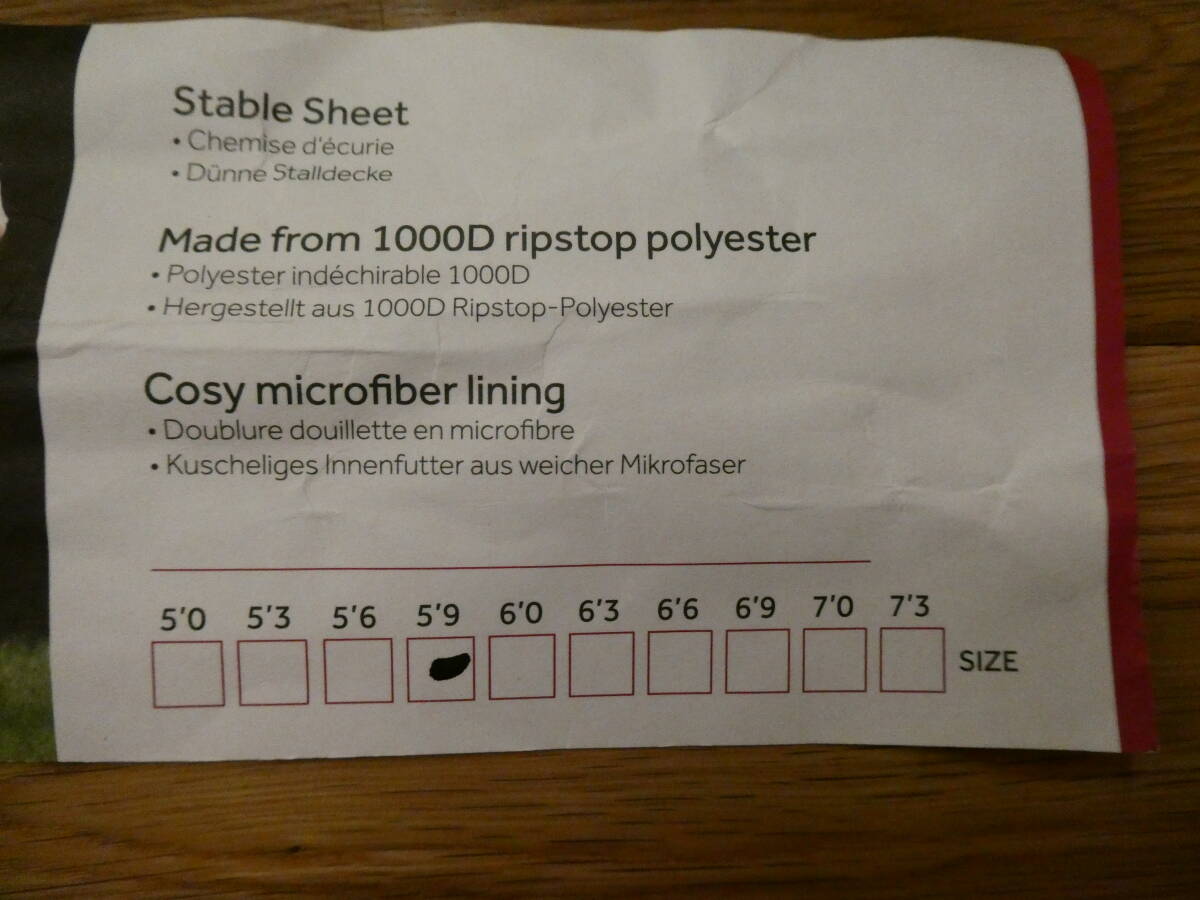 Stable Sheet
• Chemise d'écurie
• Dünne Stalldecke
Made from 1000D ripstop polyester
• Polyester indéchirable 1000D
• Hergestellt aus 1000D Ripstop-Polyester
Cosy microfiber lining
• Doublure douillette en microfibre
• Kuscheliges Innenfutter aus weicher Mikrofaser
5'0 5'3 5'6 5'9 6'0 6'3 6'6 6'9 7'0 7'3
SIZE